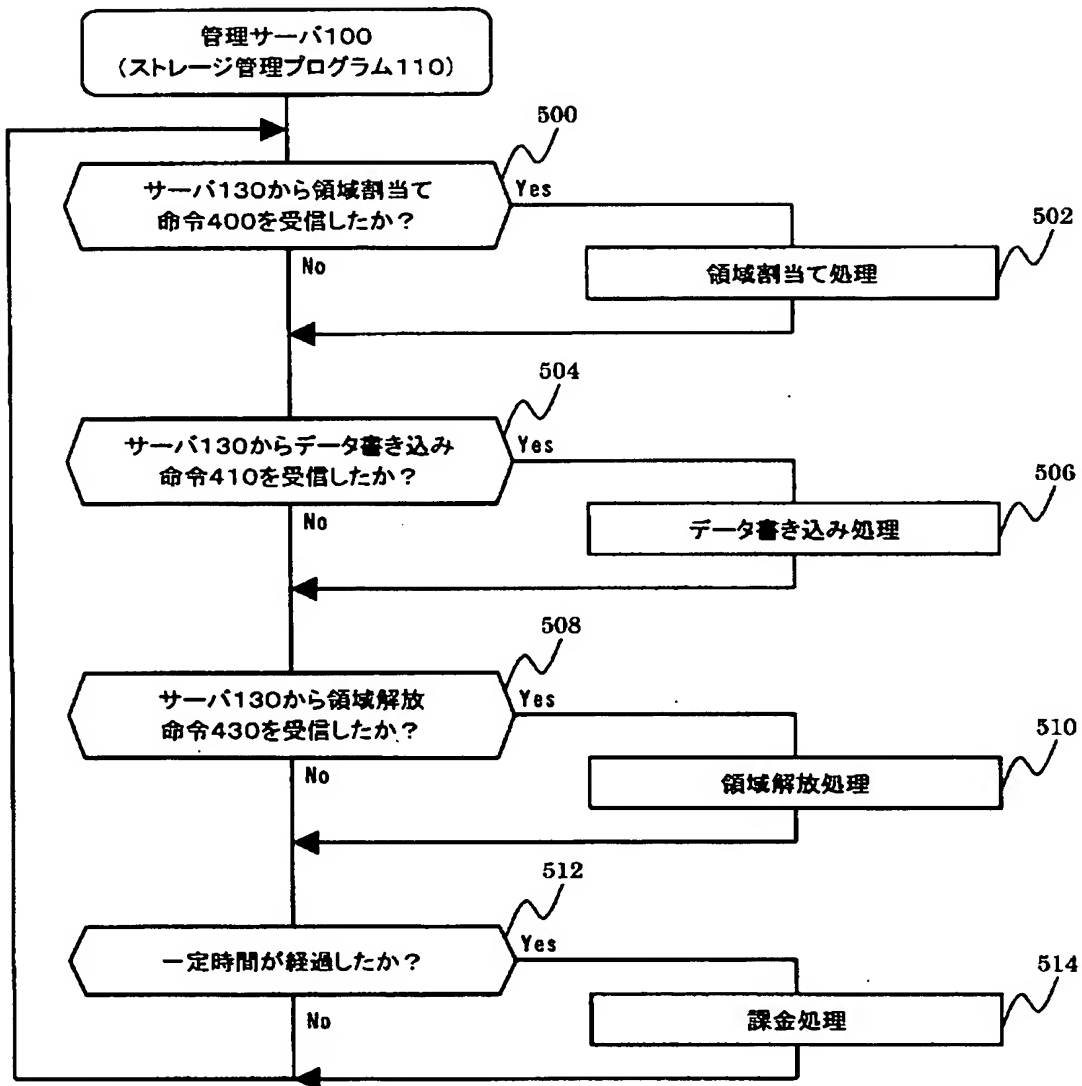 管理サーバ100
(ストレージ管理プログラム110)
500
サーバ130から領域割当て
命令400を受信したか?
Yes
No
502
領域割当て処理
504
サーバ130からデータ書き込み
命令410を受信したか?
Yes
No
506
データ書き込み処理
508
サーバ130から領域解放
命令430を受信したか?
Yes
No
510
領域解放処理
512
一定時間が経過したか?
Yes
No
514
課金処理